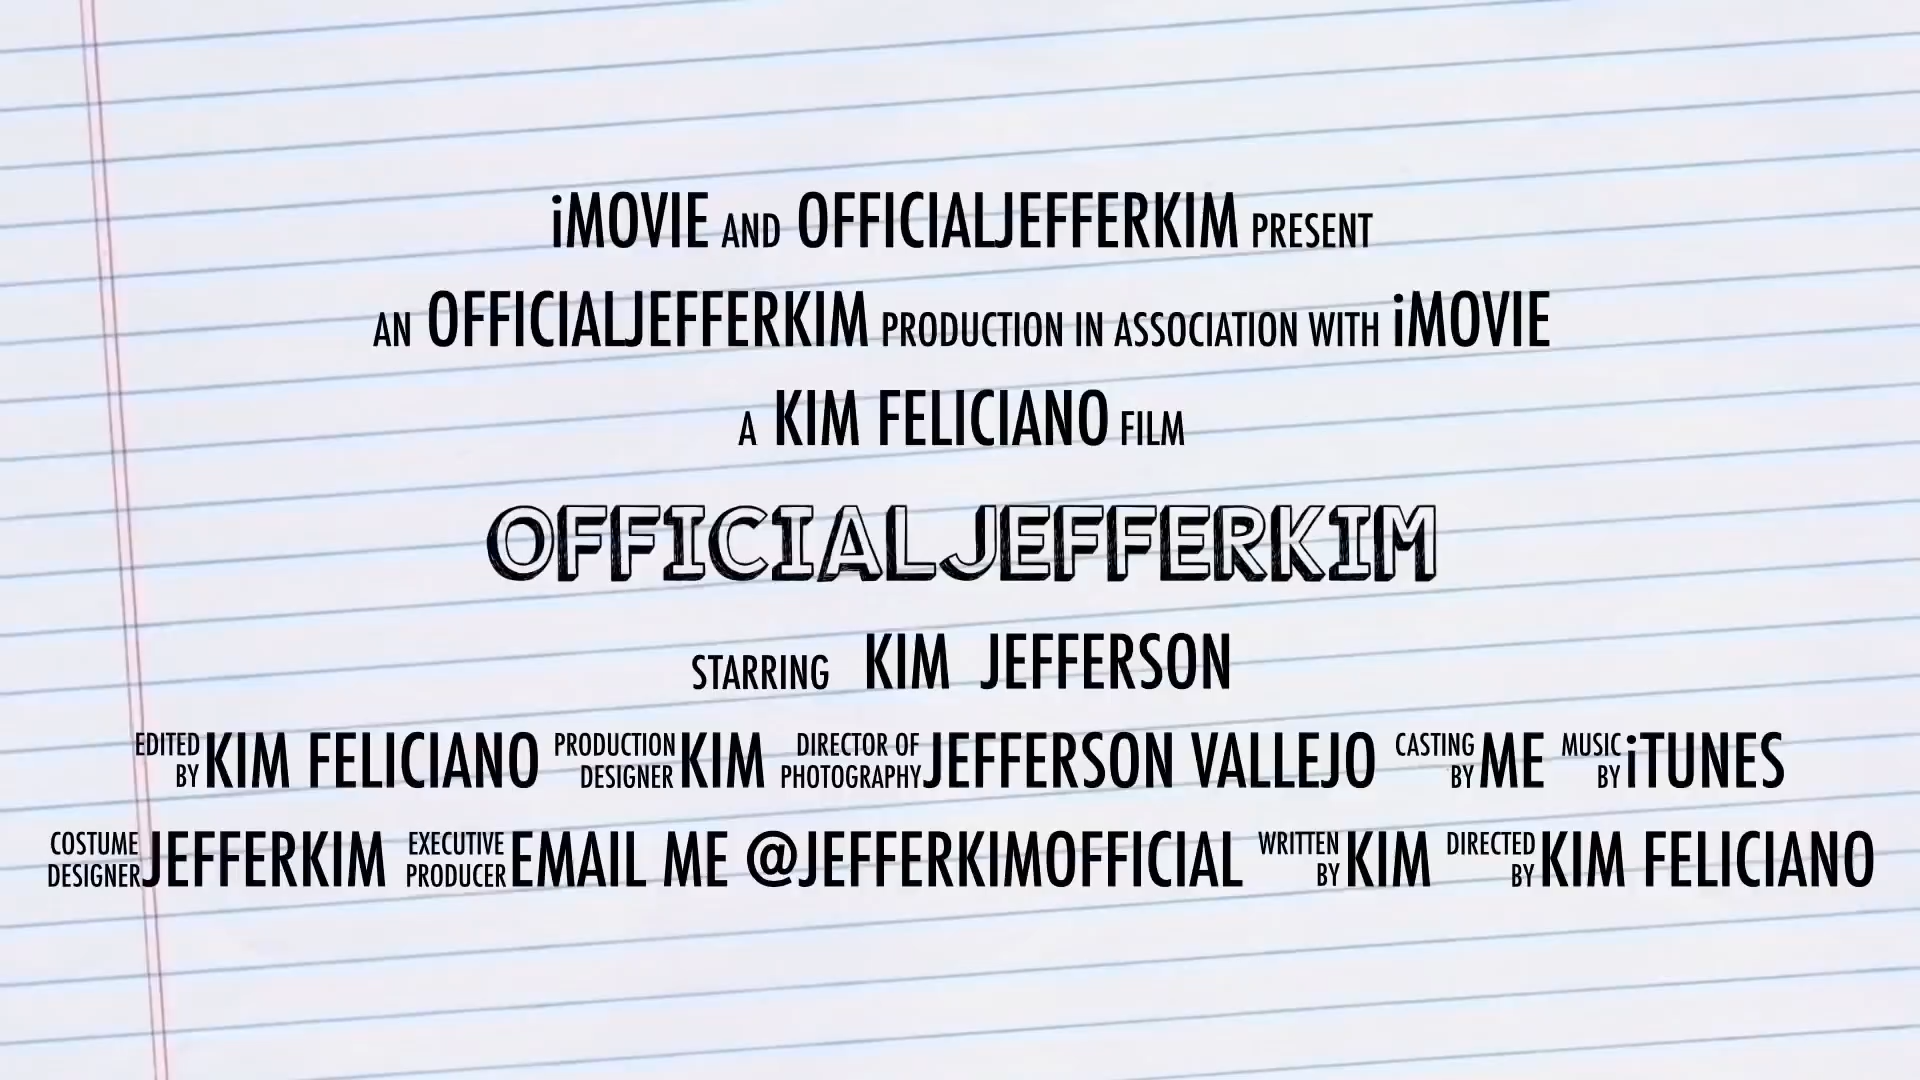 iMOVIE AND OFFICIALJEFFERKIM PRESENT
AN OFFICIALJEFFERKIM PRODUCTION IN ASSOCIATION WITH iMOVIE
A KIM FELICIANO FILM
OFFICIALJEFFERKIM
STARRING KIM JEFFERSON
EDITED BY KIM FELICIANO PRODUCTION DESIGNER KIM DIRECTOR OF PHOTOGRAPHY JEFFERSON VALLEJO CASTING BY ME MUSIC BY iTUNES
COSTUME DESIGNER JEFFERKIM EXECUTIVE PRODUCER EMAIL ME @JEFFERKIMOFFICIAL WRITTEN BY KIM DIRECTED BY KIM FELICIANO